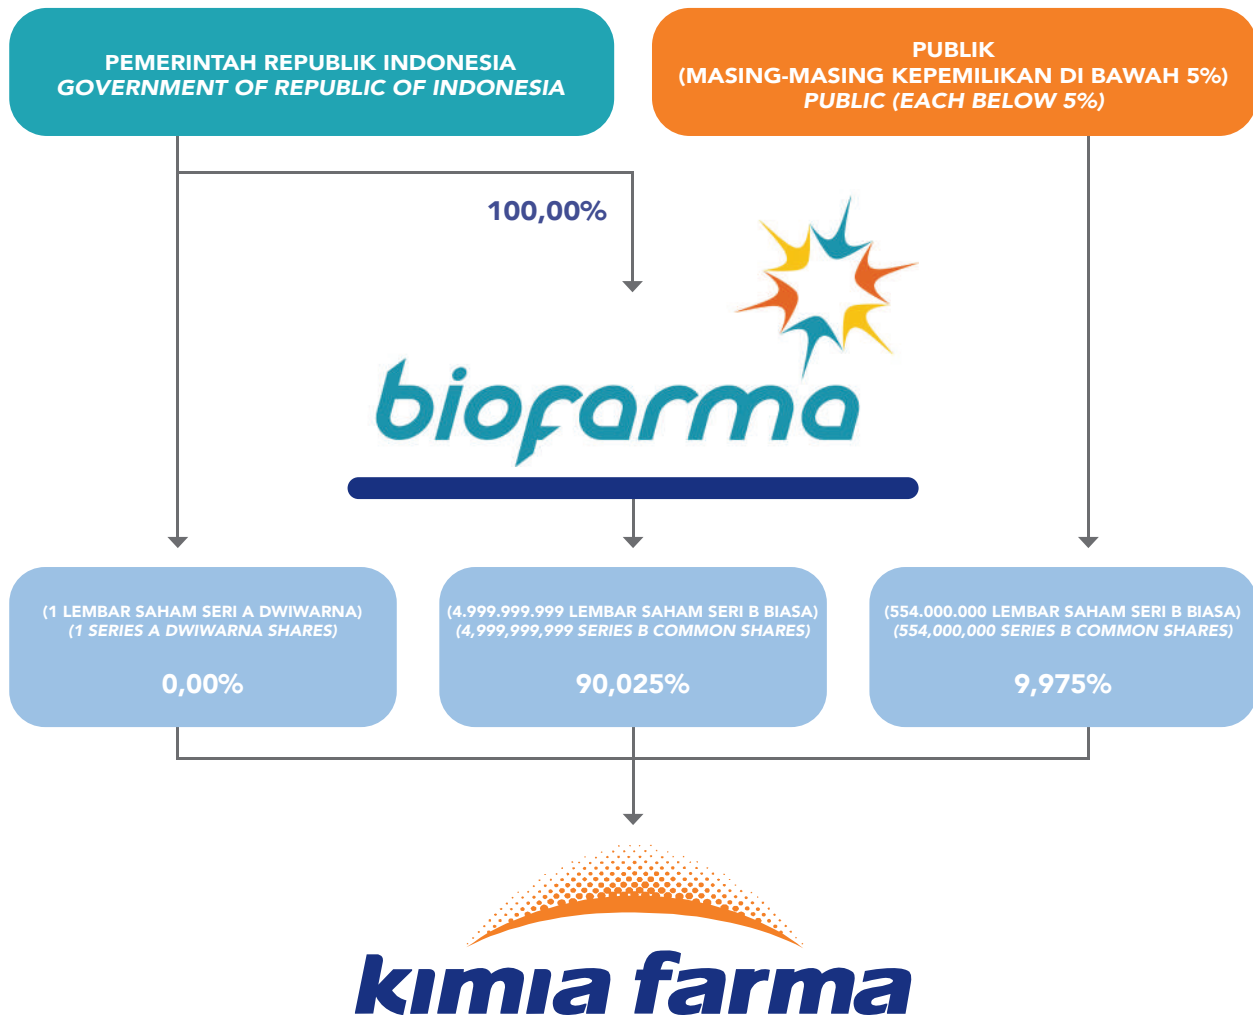 PEMERINTAH REPUBLIK INDONESIA
GOVERNMENT OF REPUBLIC OF INDONESIA
PUBLIK
(MASING-MASING KEPEMILIKAN DI BAWAH 5%)
PUBLIC (EACH BELOW 5%)
100,00%
biofarma
(1 LEMBAR SAHAM SERI A DWIWARNA)
(1 SERIES A DWIWARNA SHARES)
0,00%
(4.999.999.999 LEMBAR SAHAM SERI B BIASA)
(4,999,999,999 SERIES B COMMON SHARES)
90,025%
(554.000.000 LEMBAR SAHAM SERI B BIASA)
(554,000,000 SERIES B COMMON SHARES)
9,975%
kimia farma